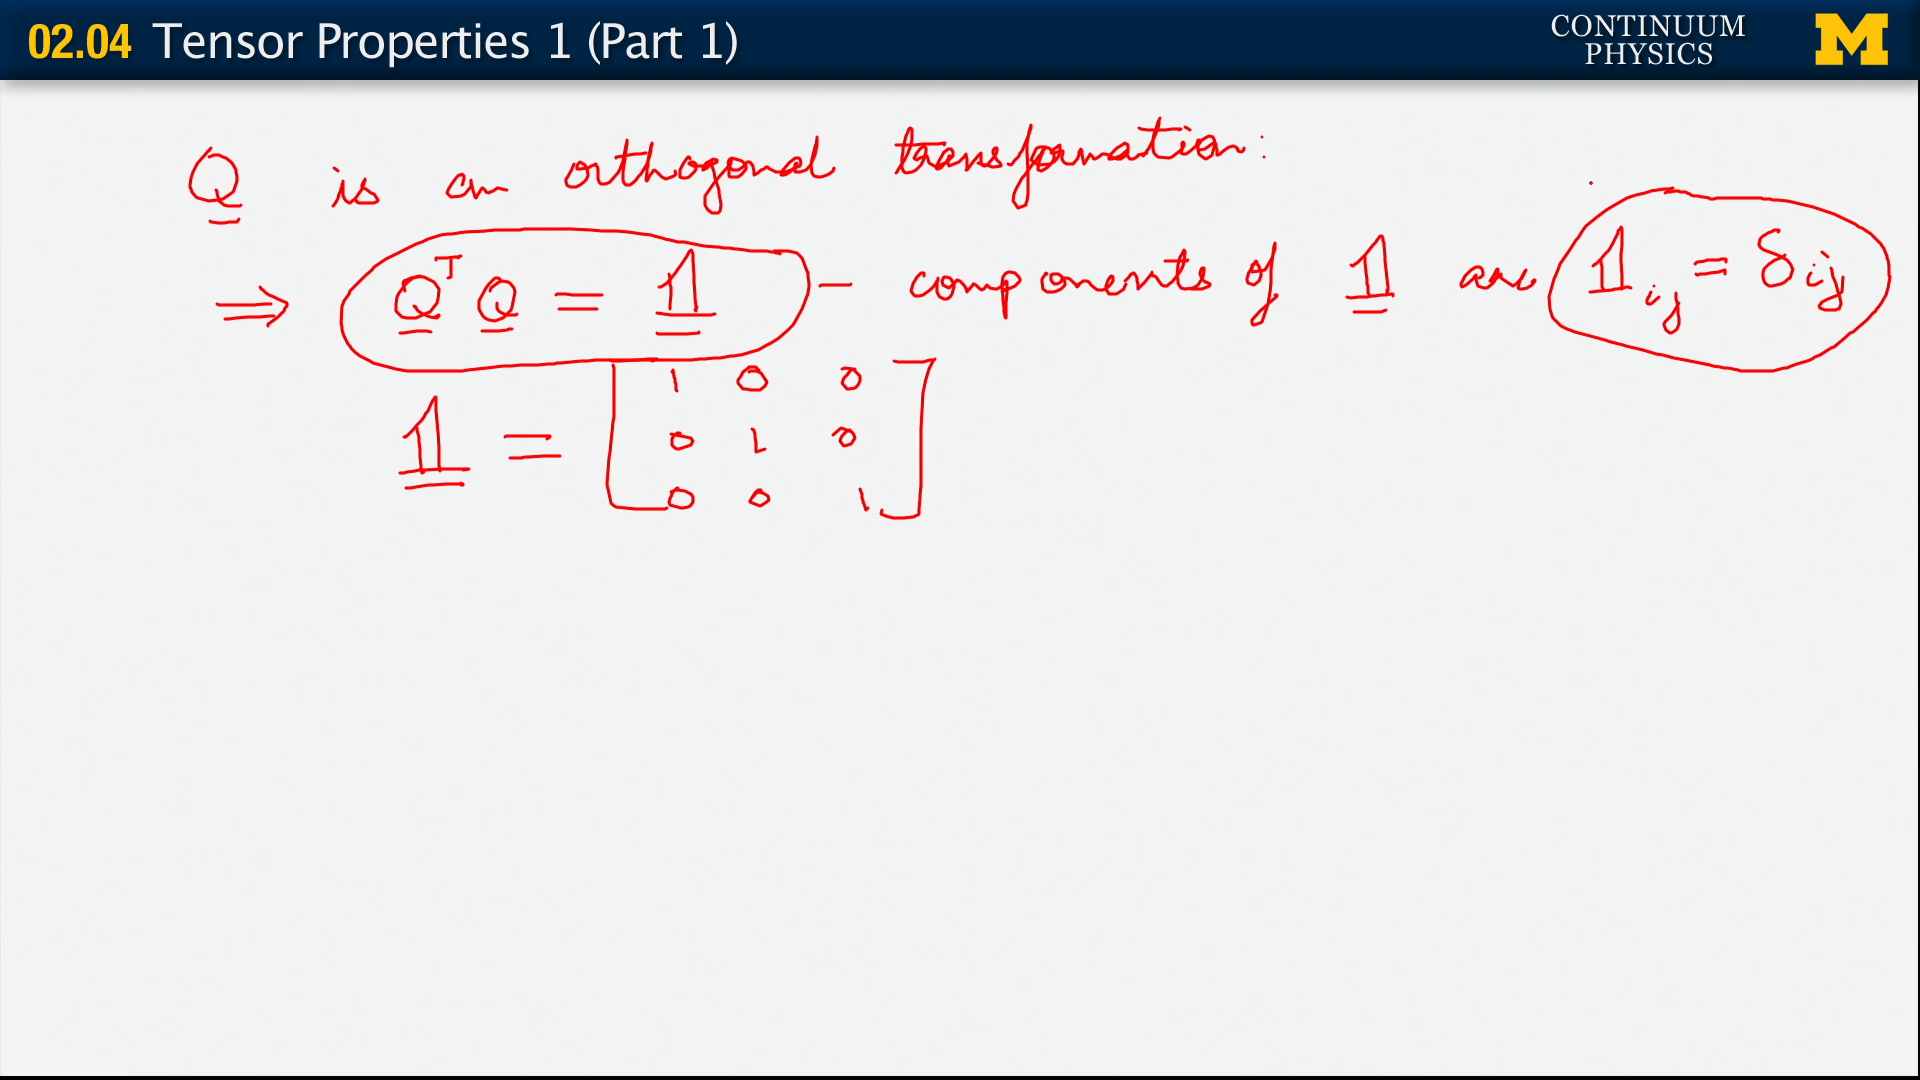 02.04 Tensor Properties 1 (Part 1)
CONTINUUM
PHYSICS
M
Q is an orthogonal transformation:
⇒ Qᵀ Q = 𝟙 – components of 𝟙 are 𝟙ᵢⱼ = δᵢⱼ
𝟙 = [ 1 0 0
0 1 0
0 0 1 ]